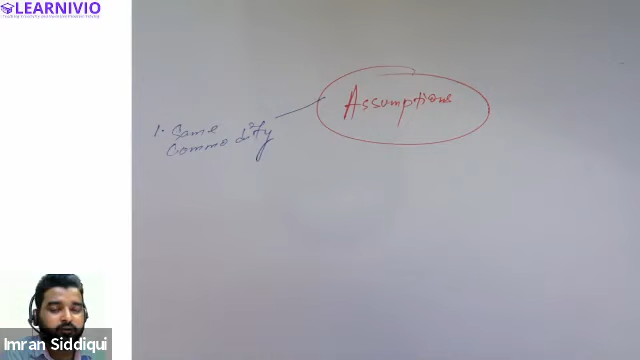 LEARNIVIO
Assumptions
1. Same
Commodity
Imran Siddiqui